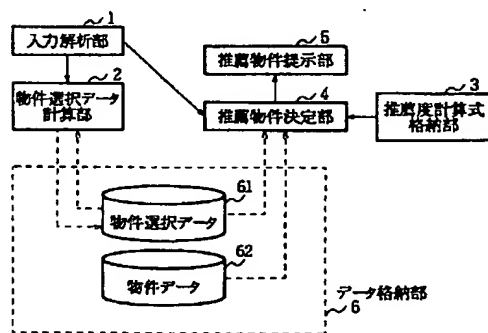 1
入力解析部
2
物件選択データ
計算部
5
推薦物件提示部
4
推薦物件決定部
3
推薦度計算式
格納部
61
物件選択データ
62
物件データ
データ格納部
6